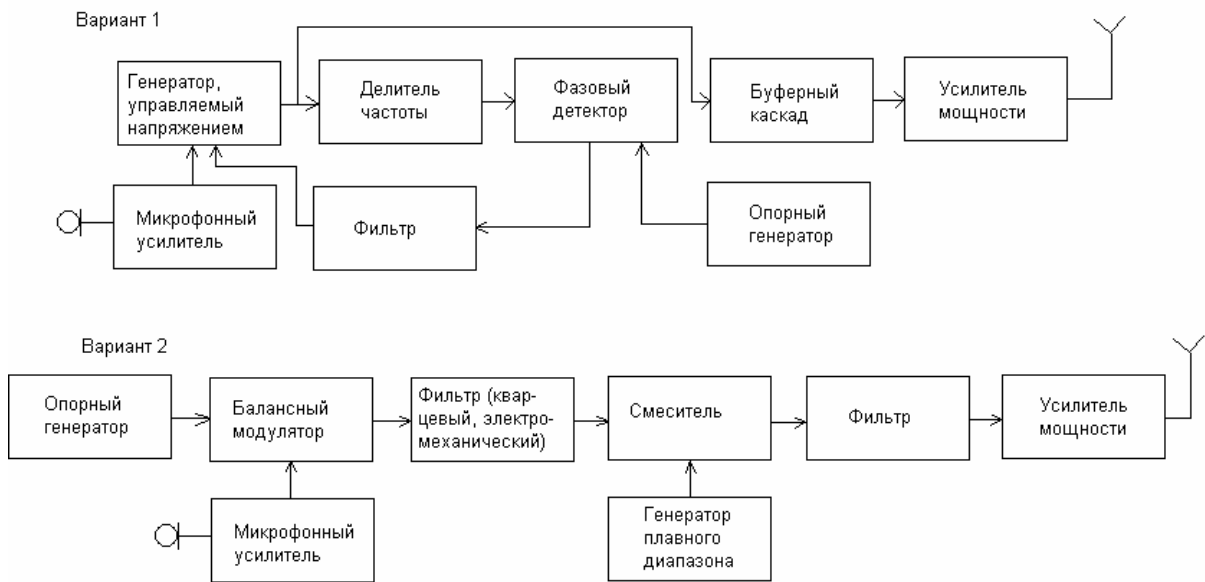 Вариант 1
Генератор,
управляемый
напряжением
Делитель
частоты
Фазовый
детектор
Буферный
каскад
Усилитель
мощности
Микрофонный
усилитель
Фильтр
Опорный
генератор
Вариант 2
Опорный
генератор
Балансный
модулятор
Фильтр (квар-
цевый, электро-
механический)
Смеситель
Фильтр
Усилитель
мощности
Микрофонный
усилитель
Генератор
плавного
диапазона